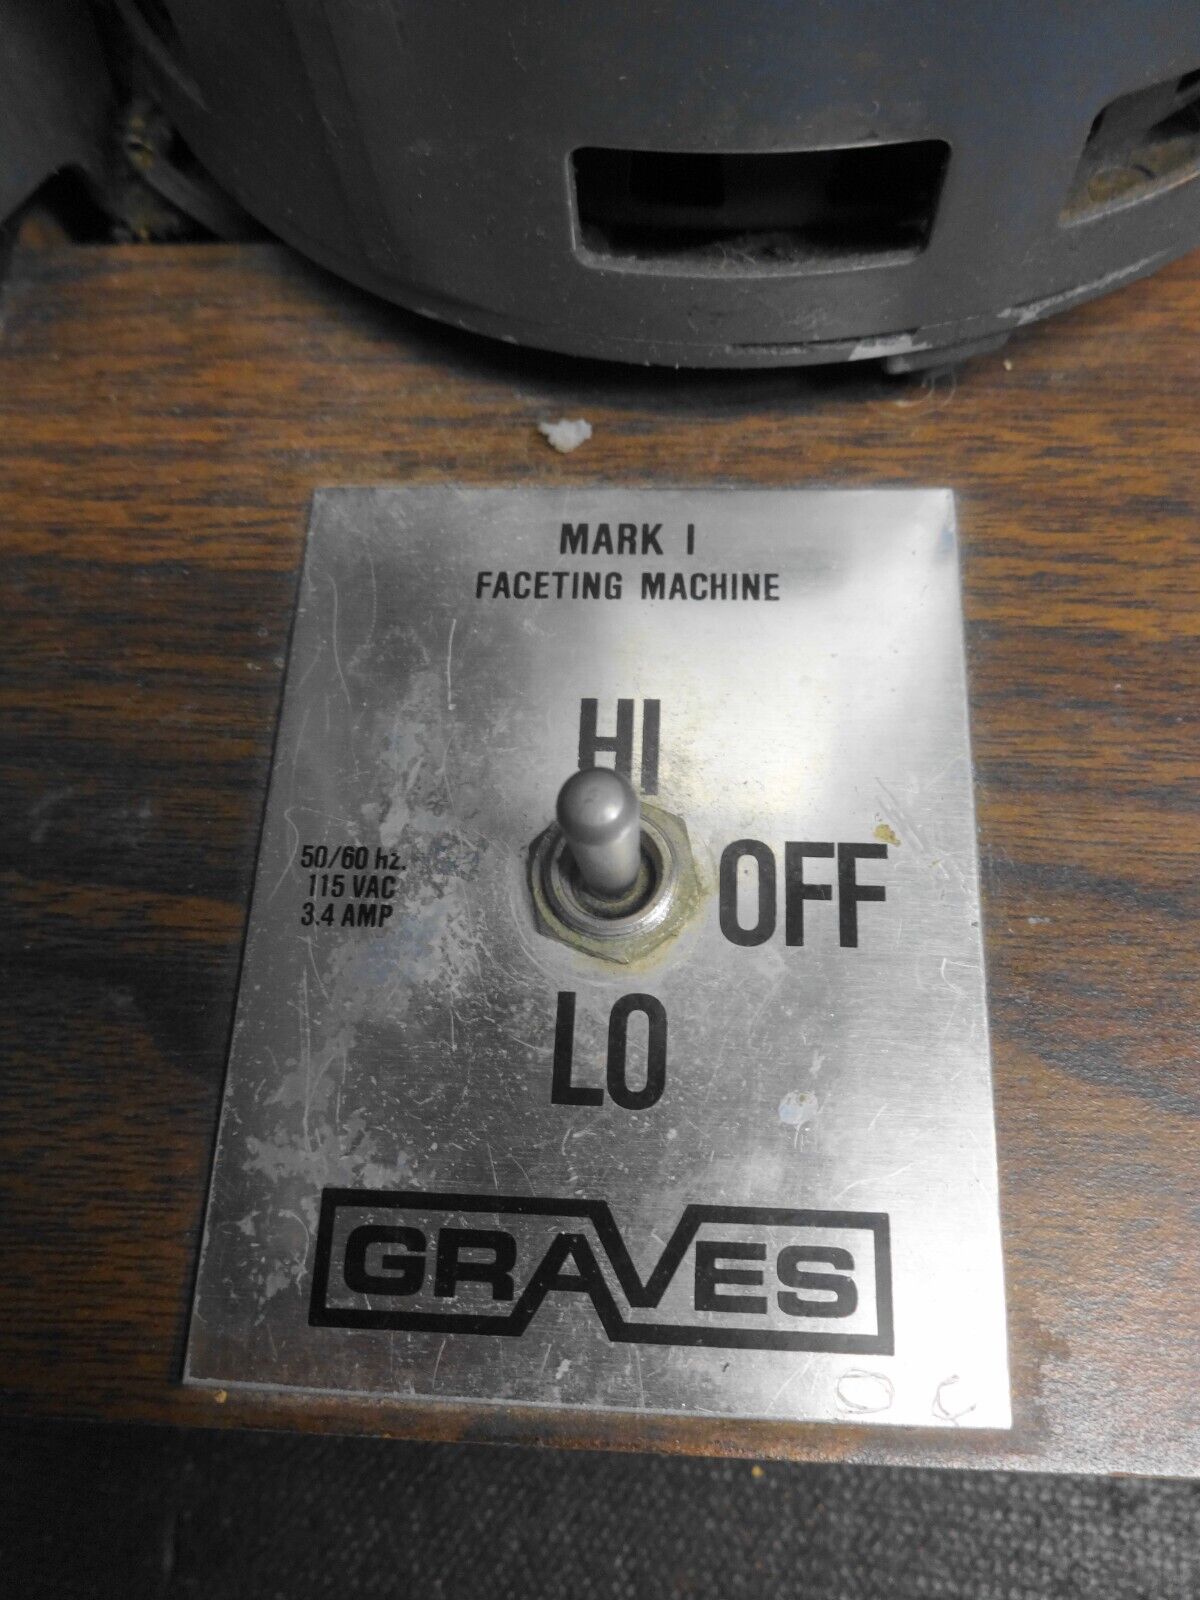 MARK I
FACETING MACHINE
HI
50/60 hz.
115 VAC
3.4 AMP
OFF
LO
GRAVES